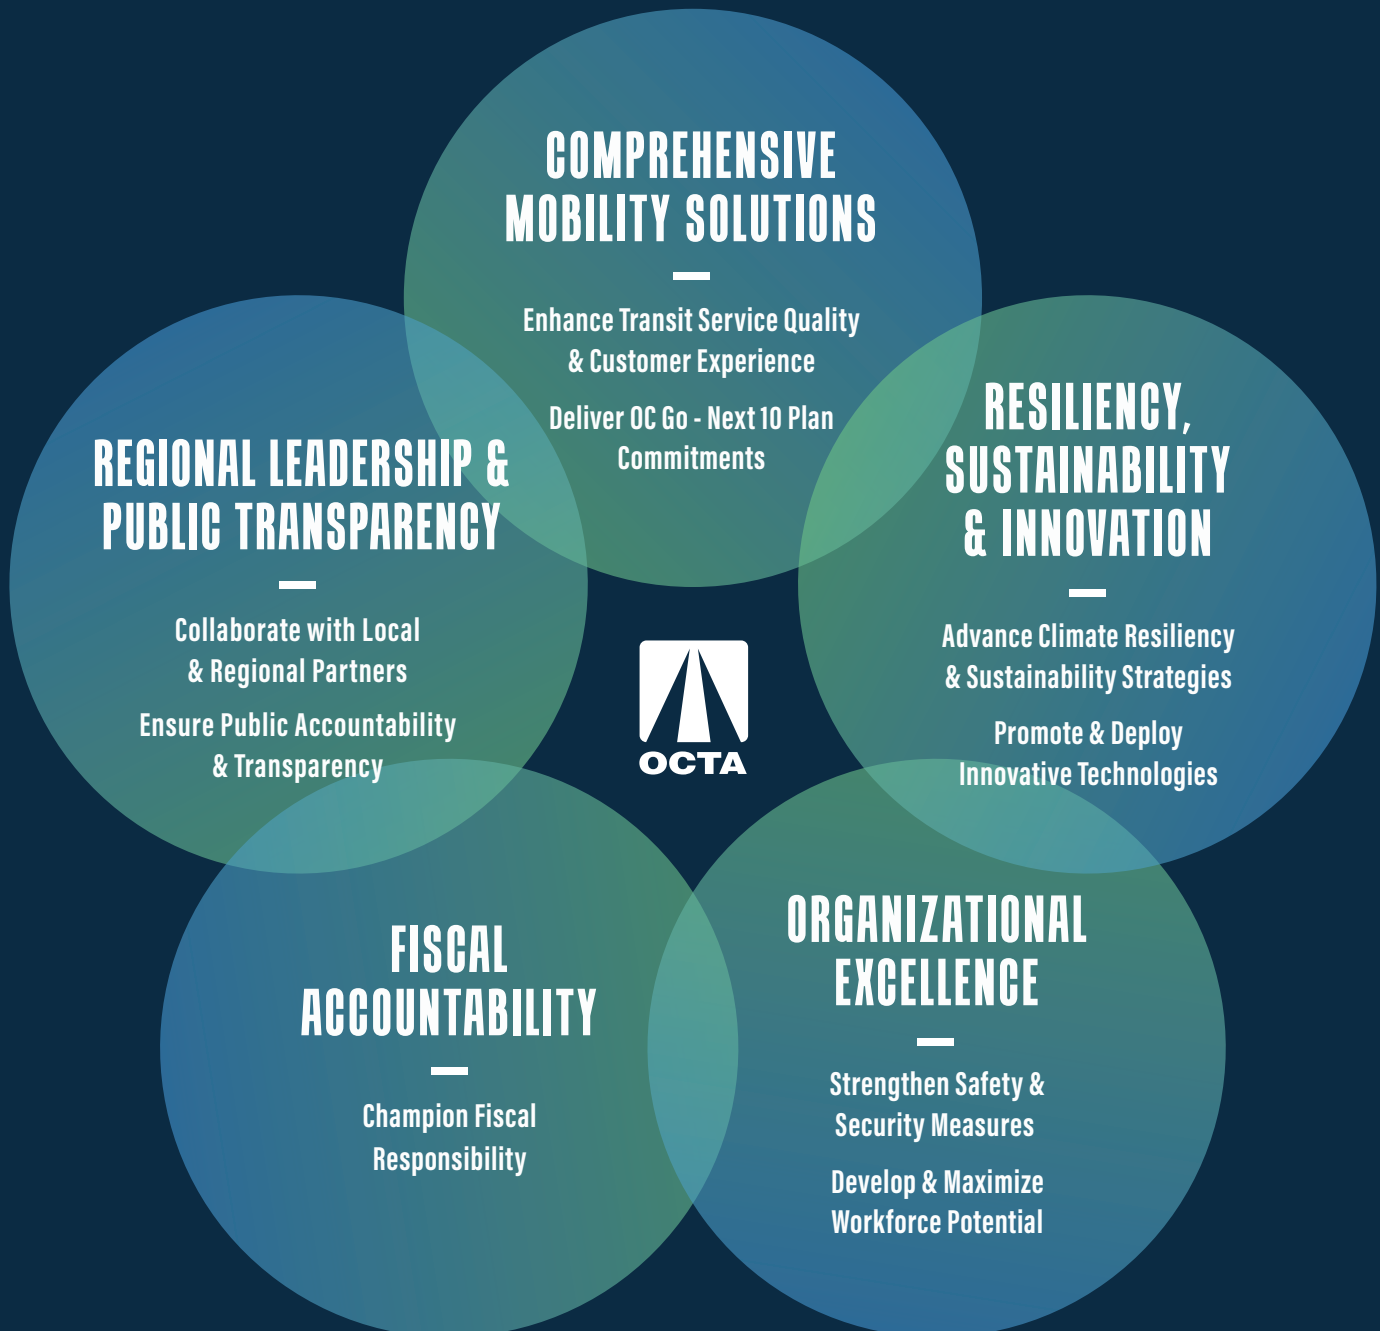 COMPREHENSIVE
MOBILITY SOLUTIONS
Enhance Transit Service Quality
& Customer Experience
Deliver OC Go - Next 10 Plan
Commitments
REGIONAL LEADERSHIP &
PUBLIC TRANSPARENCY
Collaborate with Local
& Regional Partners
Ensure Public Accountability
& Transparency
RESILIENCY,
SUSTAINABILITY
& INNOVATION
Advance Climate Resiliency
& Sustainability Strategies
Promote & Deploy
Innovative Technologies
OCTA
FISCAL
ACCOUNTABILITY
Champion Fiscal
Responsibility
ORGANIZATIONAL
EXCELLENCE
Strengthen Safety &
Security Measures
Develop & Maximize
Workforce Potential